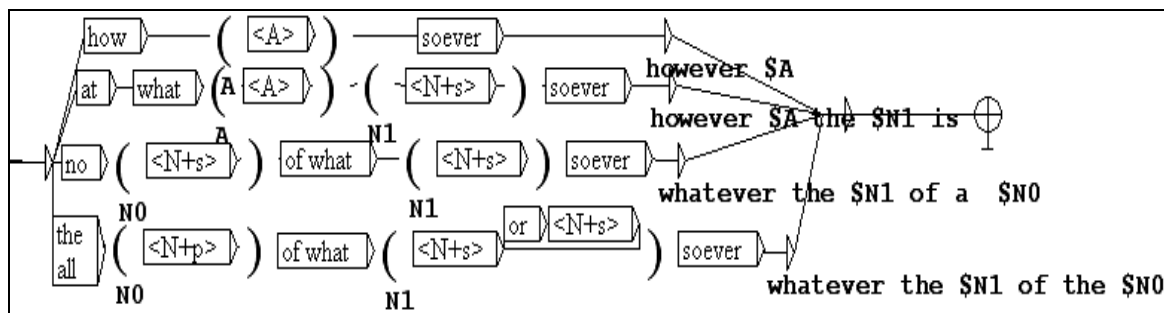 how ( <A> ) soever
A
however $A
at what ( <A> ) ( <N+s> ) soever
A N1
however $A the $N1 is
no ( <N+s> ) of what ( <N+s> ) soever
N0 N1
whatever the $N1 of a $N0
the all ( <N+p> ) of what ( <N+s> or <N+s> ) soever
N0 N1
whatever the $N1 of the $N0